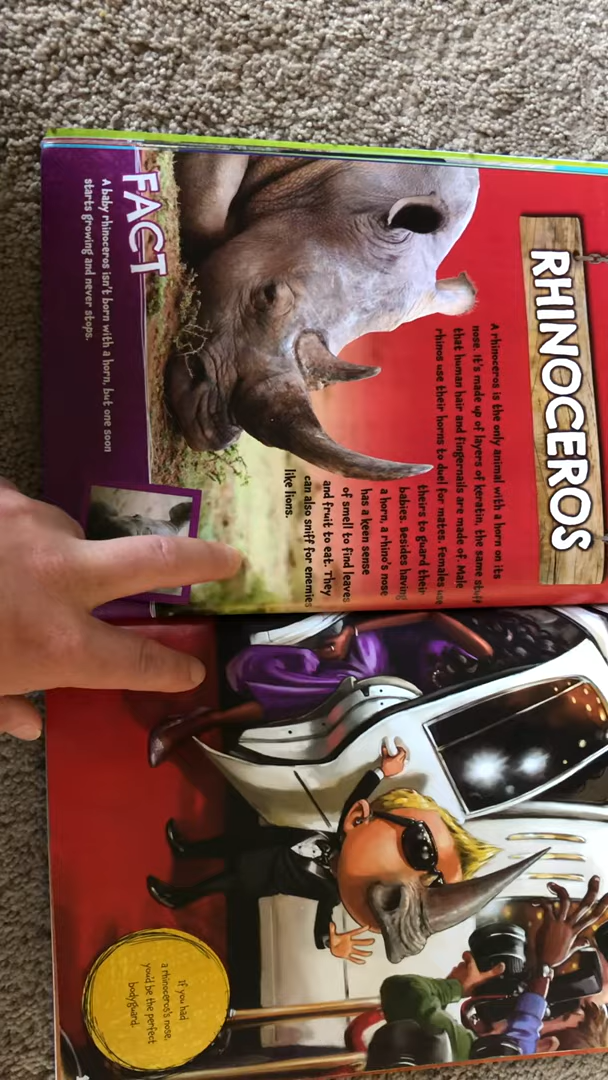 RHINOCEROS
A rhinoceros is the only animal with a horn on its
nose. It's made up of layers of keratin, the same stuff
that human hair and fingernails are made of. Male
rhinos use their horns to duel for mates. Females use
theirs to guard their
babies. Besides having
a horn, a rhino's nose
has a keen sense
of smell to find leaves
and fruit to eat. They
can also sniff for enemies
like lions.
FACT
A baby rhinoceros isn't born with a horn, but one soon
starts growing and never stops.
If you had
a rhinoceros's nose,
you'd be the perfect
bodyguard.